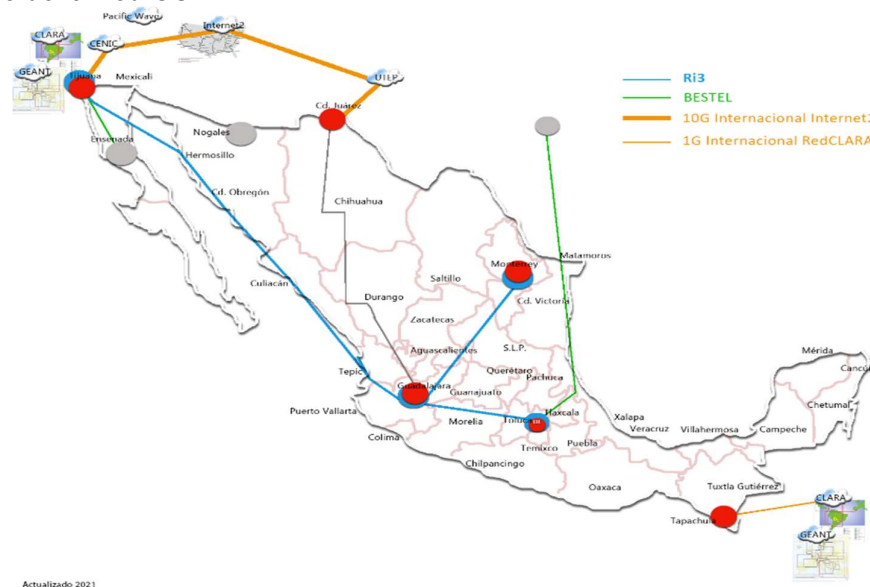 Pacific Wave
Internet2
CLARA
CENIC
GEANT
UTEP
Tijuana
Mexicali
Cd. Juárez
Nogales
Ensenada
Hermosillo
Ri3
BESTEL
10G Internacional Internet2
1G Internacional RedCLARA
Cd. Obregón
Chihuahua
Culiacán
Durango
Saltillo
Monterrey
Matamoros
Cd. Victoria
Zacatecas
Aguascalientes
S.L.P.
Tepic
Guadalajara
Guanajuato
Querétaro
Pachuca
Puerto Vallarta
Colima
Morelia
Toluca
Tlaxcala
Temixco
Puebla
Xalapa
Veracruz
Villahermosa
Campeche
Mérida
Cancún
Chetumal
Chilpancingo
Oaxaca
Tuxtla Gutiérrez
Tapachula
CLARA
GEANT
Actualizado 2021